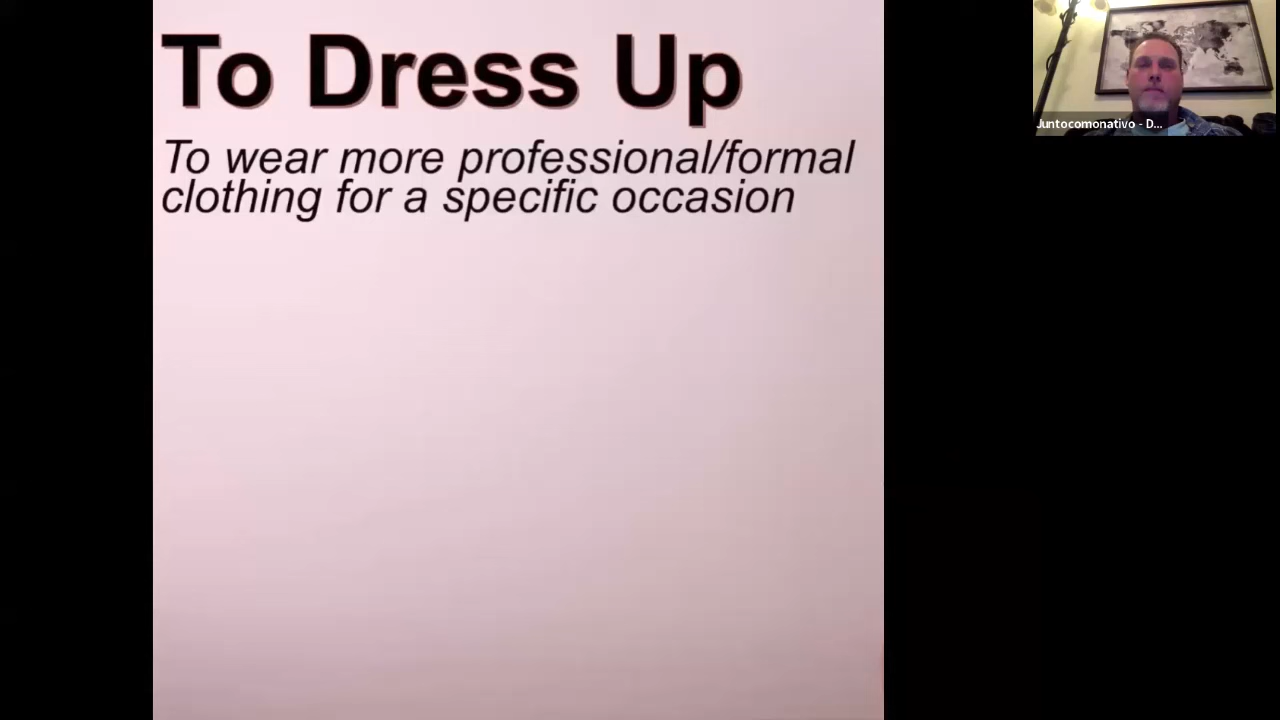 To Dress Up
To wear more professional/formal
clothing for a specific occasion
Juntocomonativo - D...